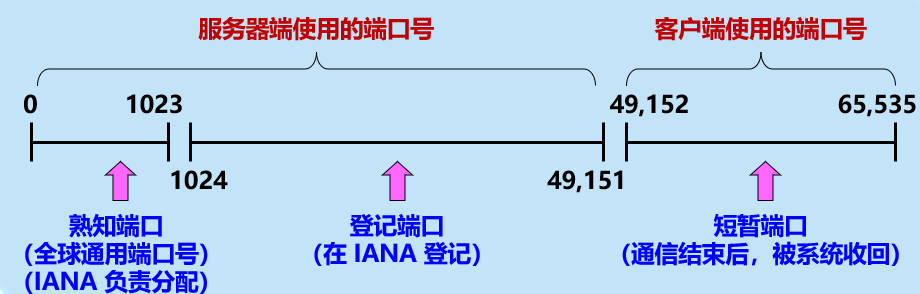 服务器端使用的端口号
客户端使用的端口号
0
1023
49,152
65,535
1024
49,151
熟知端口
(全球通用端口号)
(IANA 负责分配)
登记端口
(在 IANA 登记)
短暂端口
(通信结束后，被系统收回)